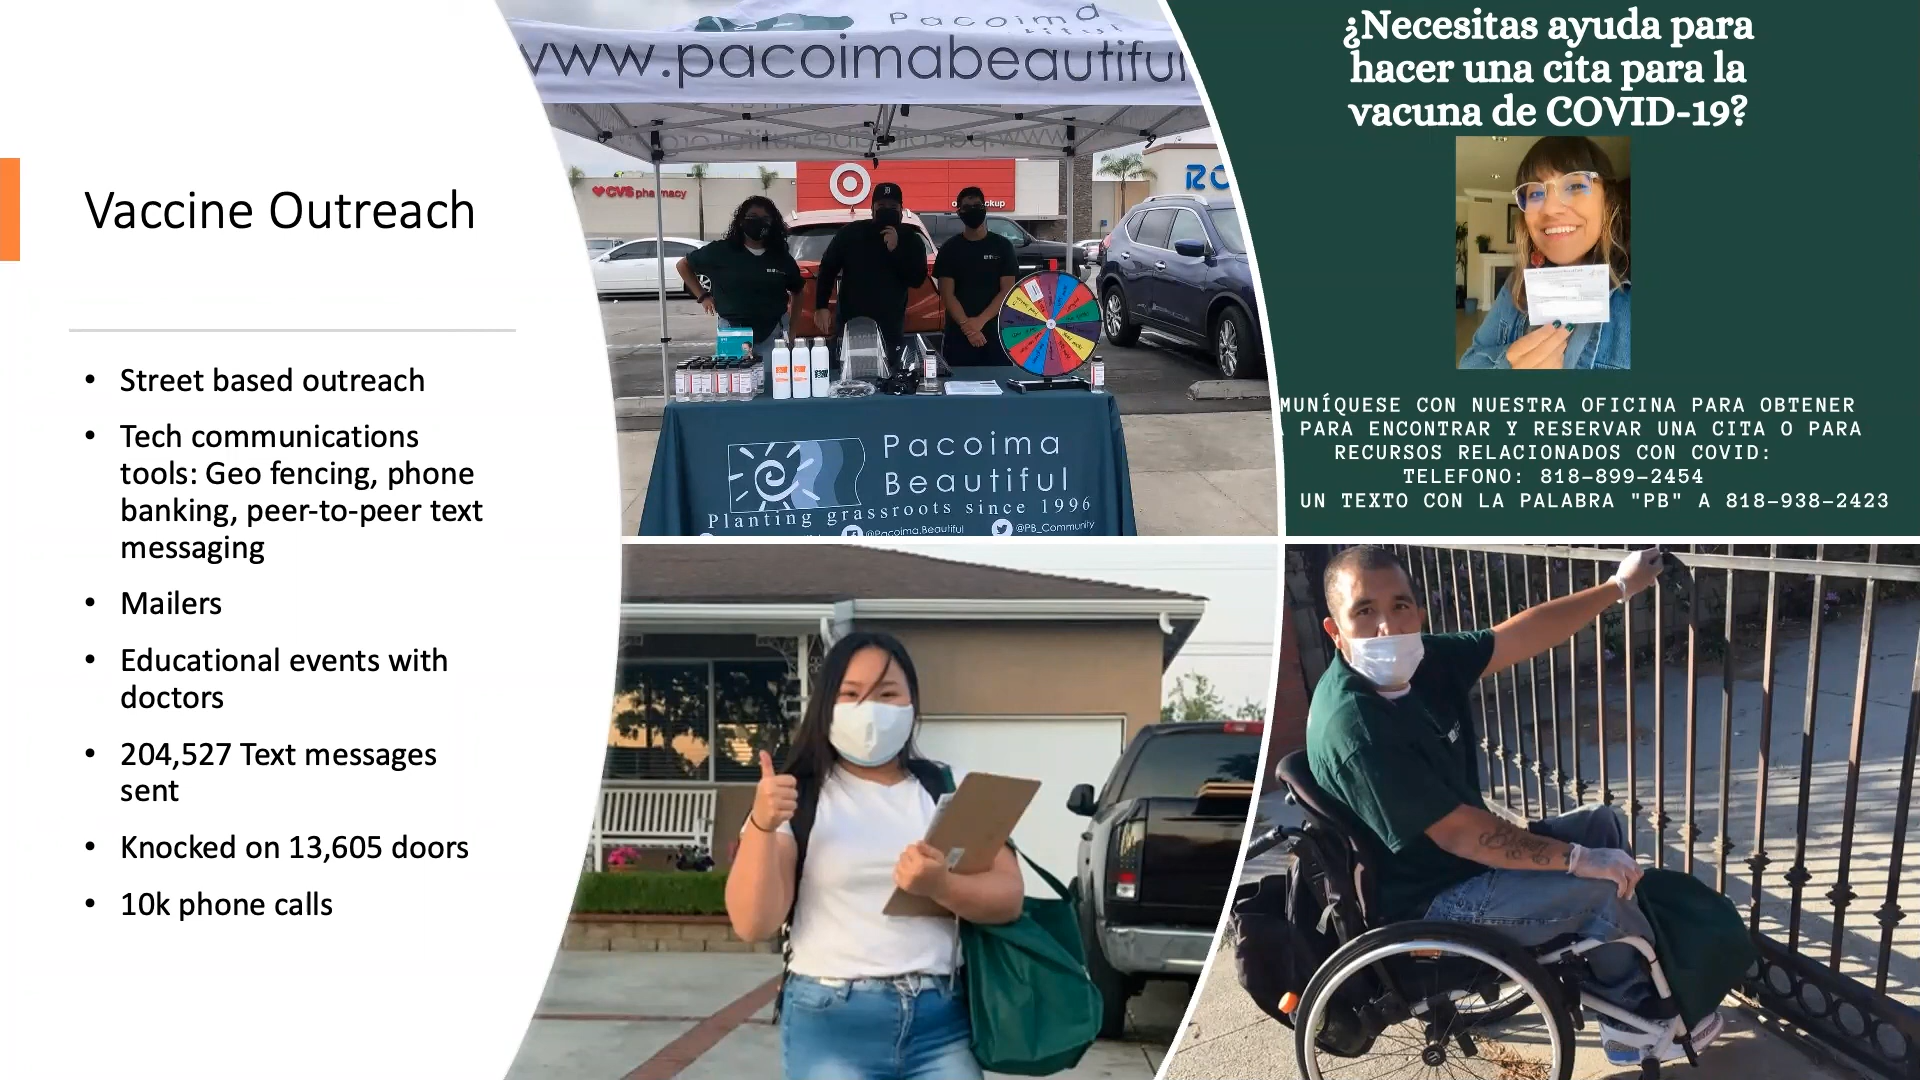 Vaccine Outreach
• Street based outreach
• Tech communications
tools: Geo fencing, phone
banking, peer-to-peer text
messaging
• Mailers
• Educational events with
doctors
• 204,527 Text messages
sent
• Knocked on 13,605 doors
• 10k phone calls
Pacoima
www.pacoimabeautiful
CVS pharmacy
Pacoima
Beautiful
Planting grassroots since 1996
@Pacoima.Beautiful
@PB_Community
¿Necesitas ayuda para
hacer una cita para la
vacuna de COVID-19?
MUNÍQUESE CON NUESTRA OFICINA PARA OBTENER
PARA ENCONTRAR Y RESERVAR UNA CITA O PARA
RECURSOS RELACIONADOS CON COVID:
TELEFONO: 818-899-2454
UN TEXTO CON LA PALABRA "PB" A 818-938-2423